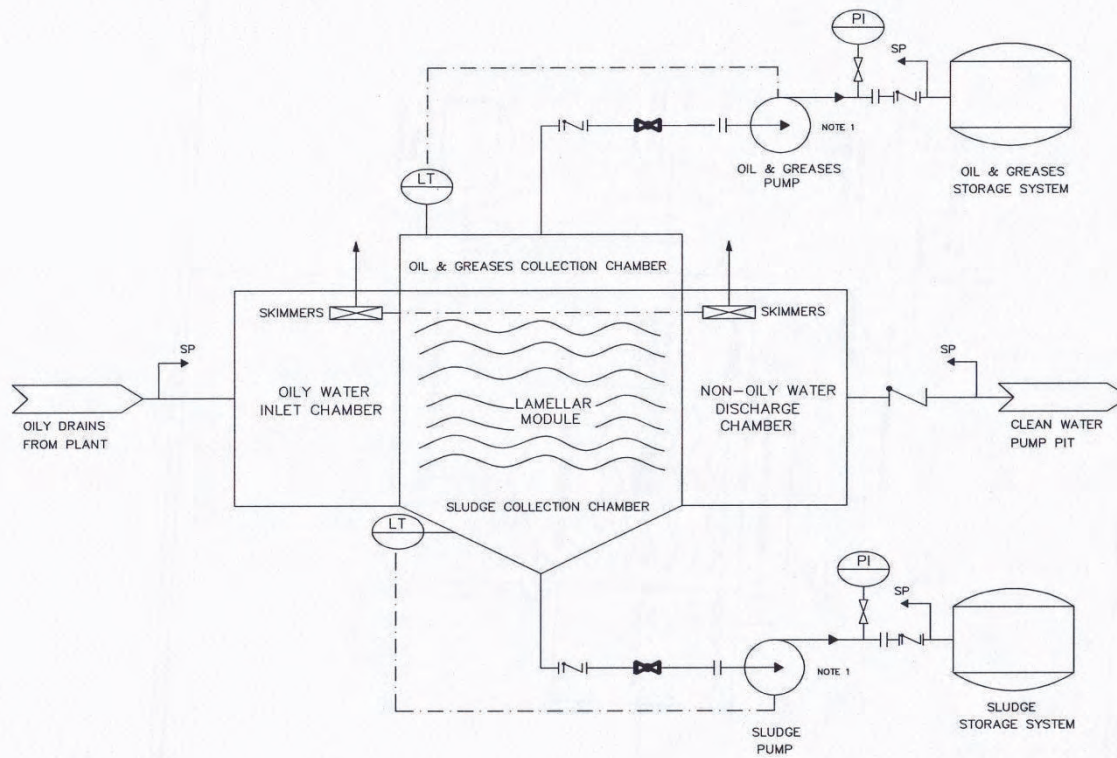 PI
SP
NOTE 1
OIL & GREASES
PUMP
OIL & GREASES
STORAGE SYSTEM
LT
OIL & GREASES COLLECTION CHAMBER
SKIMMERS
SKIMMERS
SP
OILY WATER
INLET CHAMBER
LAMELLAR
MODULE
NON-OILY WATER
DISCHARGE
CHAMBER
SP
OILY DRAINS
FROM PLANT
CLEAN WATER
PUMP PIT
SLUDGE COLLECTION CHAMBER
LT
PI
SP
NOTE 1
SLUDGE
PUMP
SLUDGE
STORAGE SYSTEM